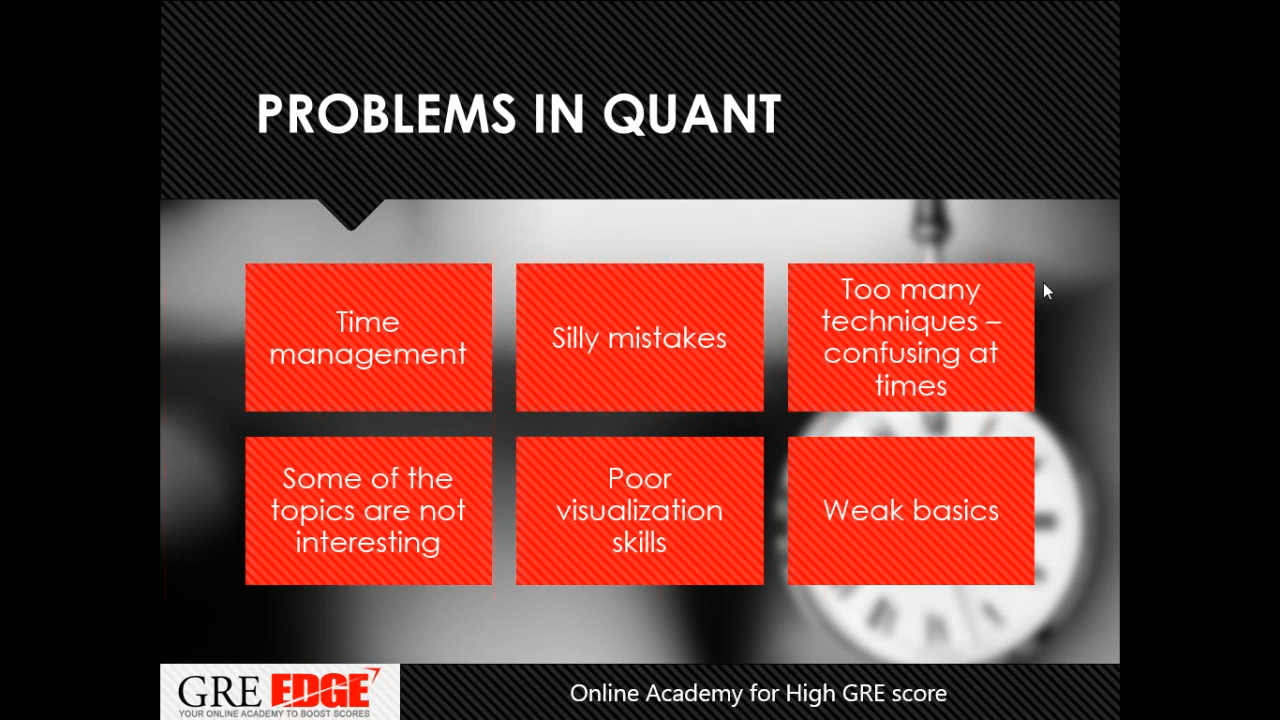 PROBLEMS IN QUANT
Time
management
Silly mistakes
Too many
techniques –
confusing at
times
Some of the
topics are not
interesting
Poor
visualization
skills
Weak basics
GRE EDGE
YOUR ONLINE ACADEMY TO BOOST SCORES
Online Academy for High GRE score